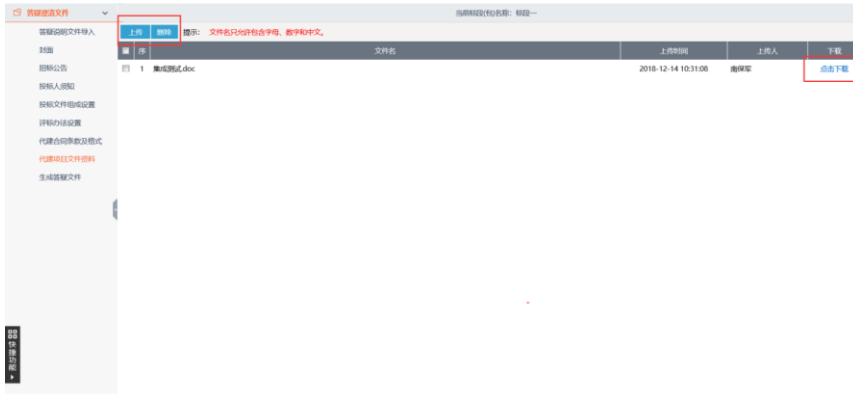 答疑澄清文件
当前标段(包)名称: 标段一
答疑说明文件导入
上传 删除 提示: 文件名只允许包含字母、数字和中文。
序 文件名 上传时间 上传人 下载
封面
1 集成测试.doc 2018-12-14 10:31:08 南保军 点击下载
招标公告
投标人须知
投标文件组成设置
评标办法设置
代建合同条款及格式
代建项目文件资料
生成答疑文件
快捷功能